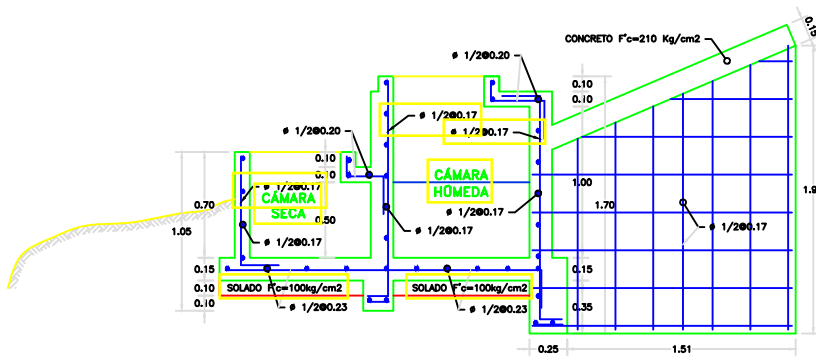 0.15
CONCRETO F'c=210 Kg/cm2
ø 1/2@0.20
0.10
0.10
ø 1/2@0.17
ø 1/2@0.17
ø 1/2@0.20
0.10
0.10
CÁMARA
HÚMEDA
1.00
ø 1/2@0.17
CÁMARA
SECA
0.70
1.05
0.50
ø 1/2@0.17
1.70
ø 1/2@0.17
ø 1/2@0.17
ø 1/2@0.17
0.15
0.15
0.10
SOLADO F'c=100kg/cm2
SOLADO F'c=100kg/cm2
0.10
ø 1/2@0.23
ø 1/2@0.23
0.35
0.25
1.51